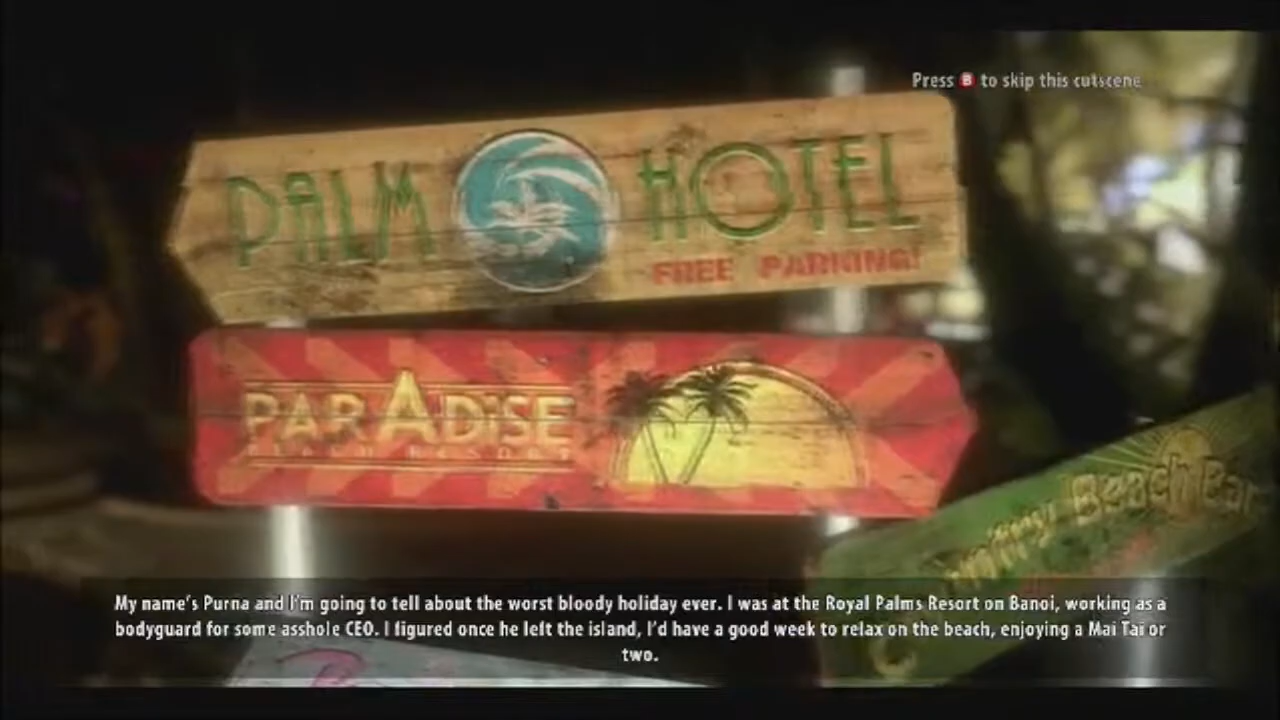 Press B to skip this cutscene
PALM HOTEL
FREE PARKING!
PARADISE
BEACH RESORT
Beach Bar
My name's Purna and I'm going to tell about the worst bloody holiday ever. I was at the Royal Palms Resort on Banoi, working as a
bodyguard for some asshole CEO. I figured once he left the island, I'd have a good week to relax on the beach, enjoying a Mai Tai or
two.